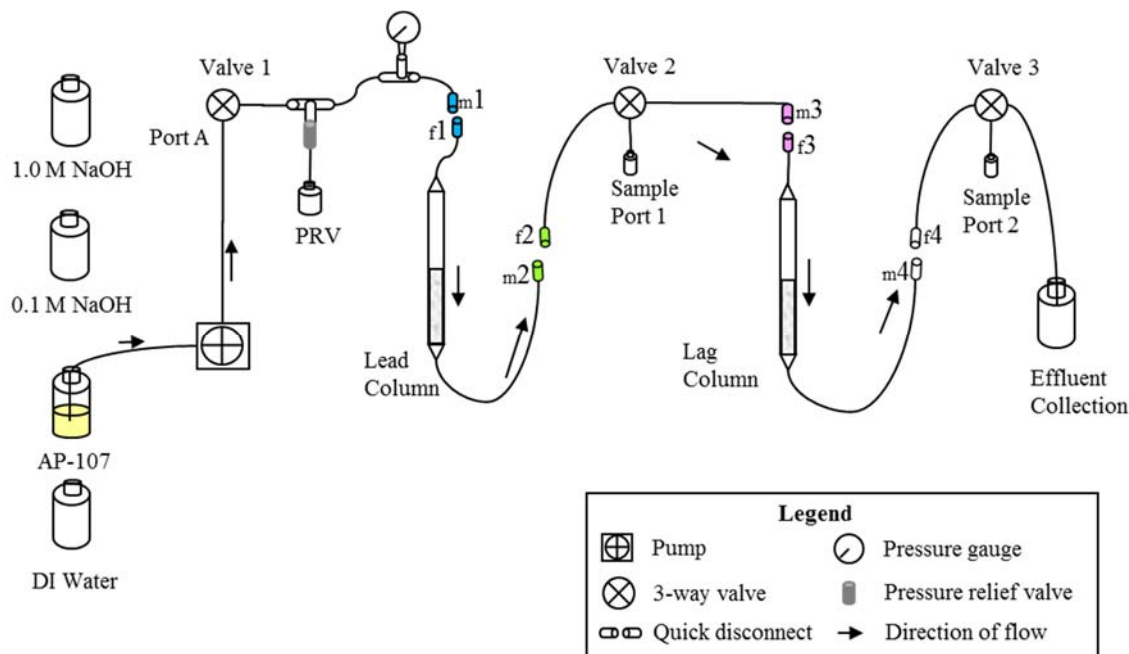 Valve 1
Port A
1.0 M NaOH
0.1 M NaOH
AP-107
DI Water
PRV
m1
f1
Lead
Column
f2
m2
Valve 2
Sample
Port 1
m3
f3
Lag
Column
f4
m4
Valve 3
Sample
Port 2
Effluent
Collection
Legend
Pump
Pressure gauge
3-way valve
Pressure relief valve
Quick disconnect
Direction of flow